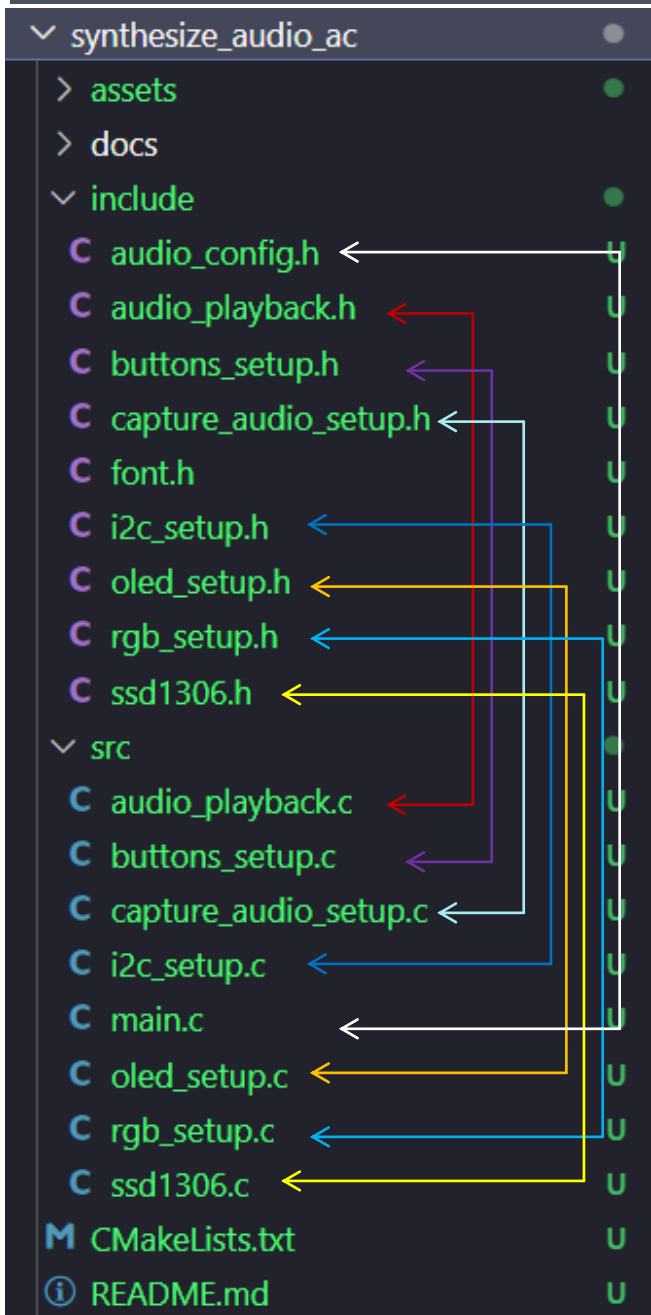 synthesize_audio_ac
assets
docs
include
C audio_config.h U
C audio_playback.h U
C buttons_setup.h U
C capture_audio_setup.h U
C font.h U
C i2c_setup.h U
C oled_setup.h U
C rgb_setup.h U
C ssd1306.h U
src
C audio_playback.c U
C buttons_setup.c U
C capture_audio_setup.c U
C i2c_setup.c U
C main.c U
C oled_setup.c U
C rgb_setup.c U
C ssd1306.c U
M CMakeLists.txt U
i README.md U